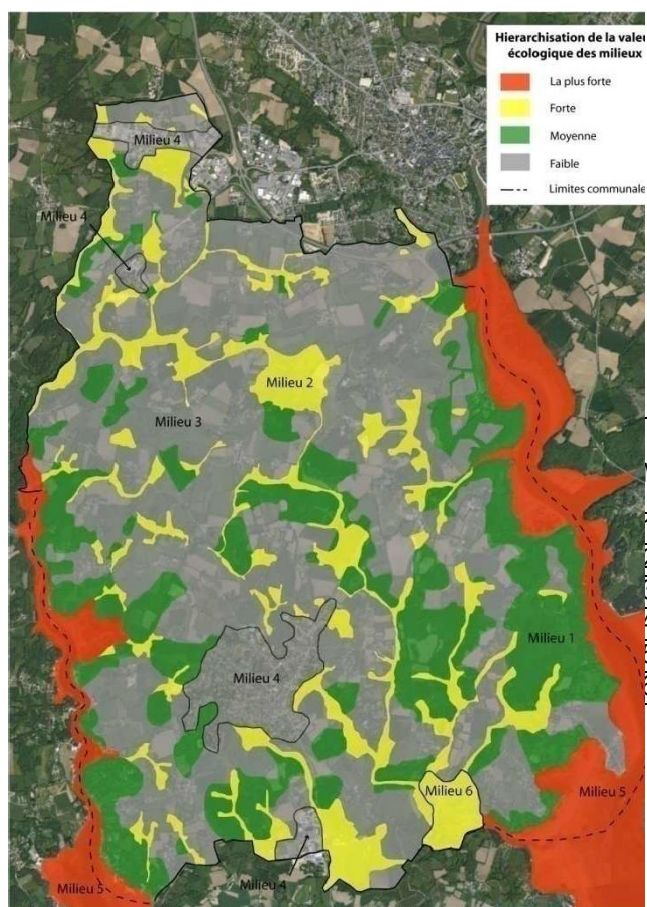 Hierarchisation de la valeu
écologique des milieux
La plus forte
Forte
Moyenne
Faible
Limites communale
Milieu 4
Milieu 4
Milieu 2
Milieu 3
Milieu 1
Milieu 4
Milieu 6
Milieu 5
Milieu 4
Milieu 5